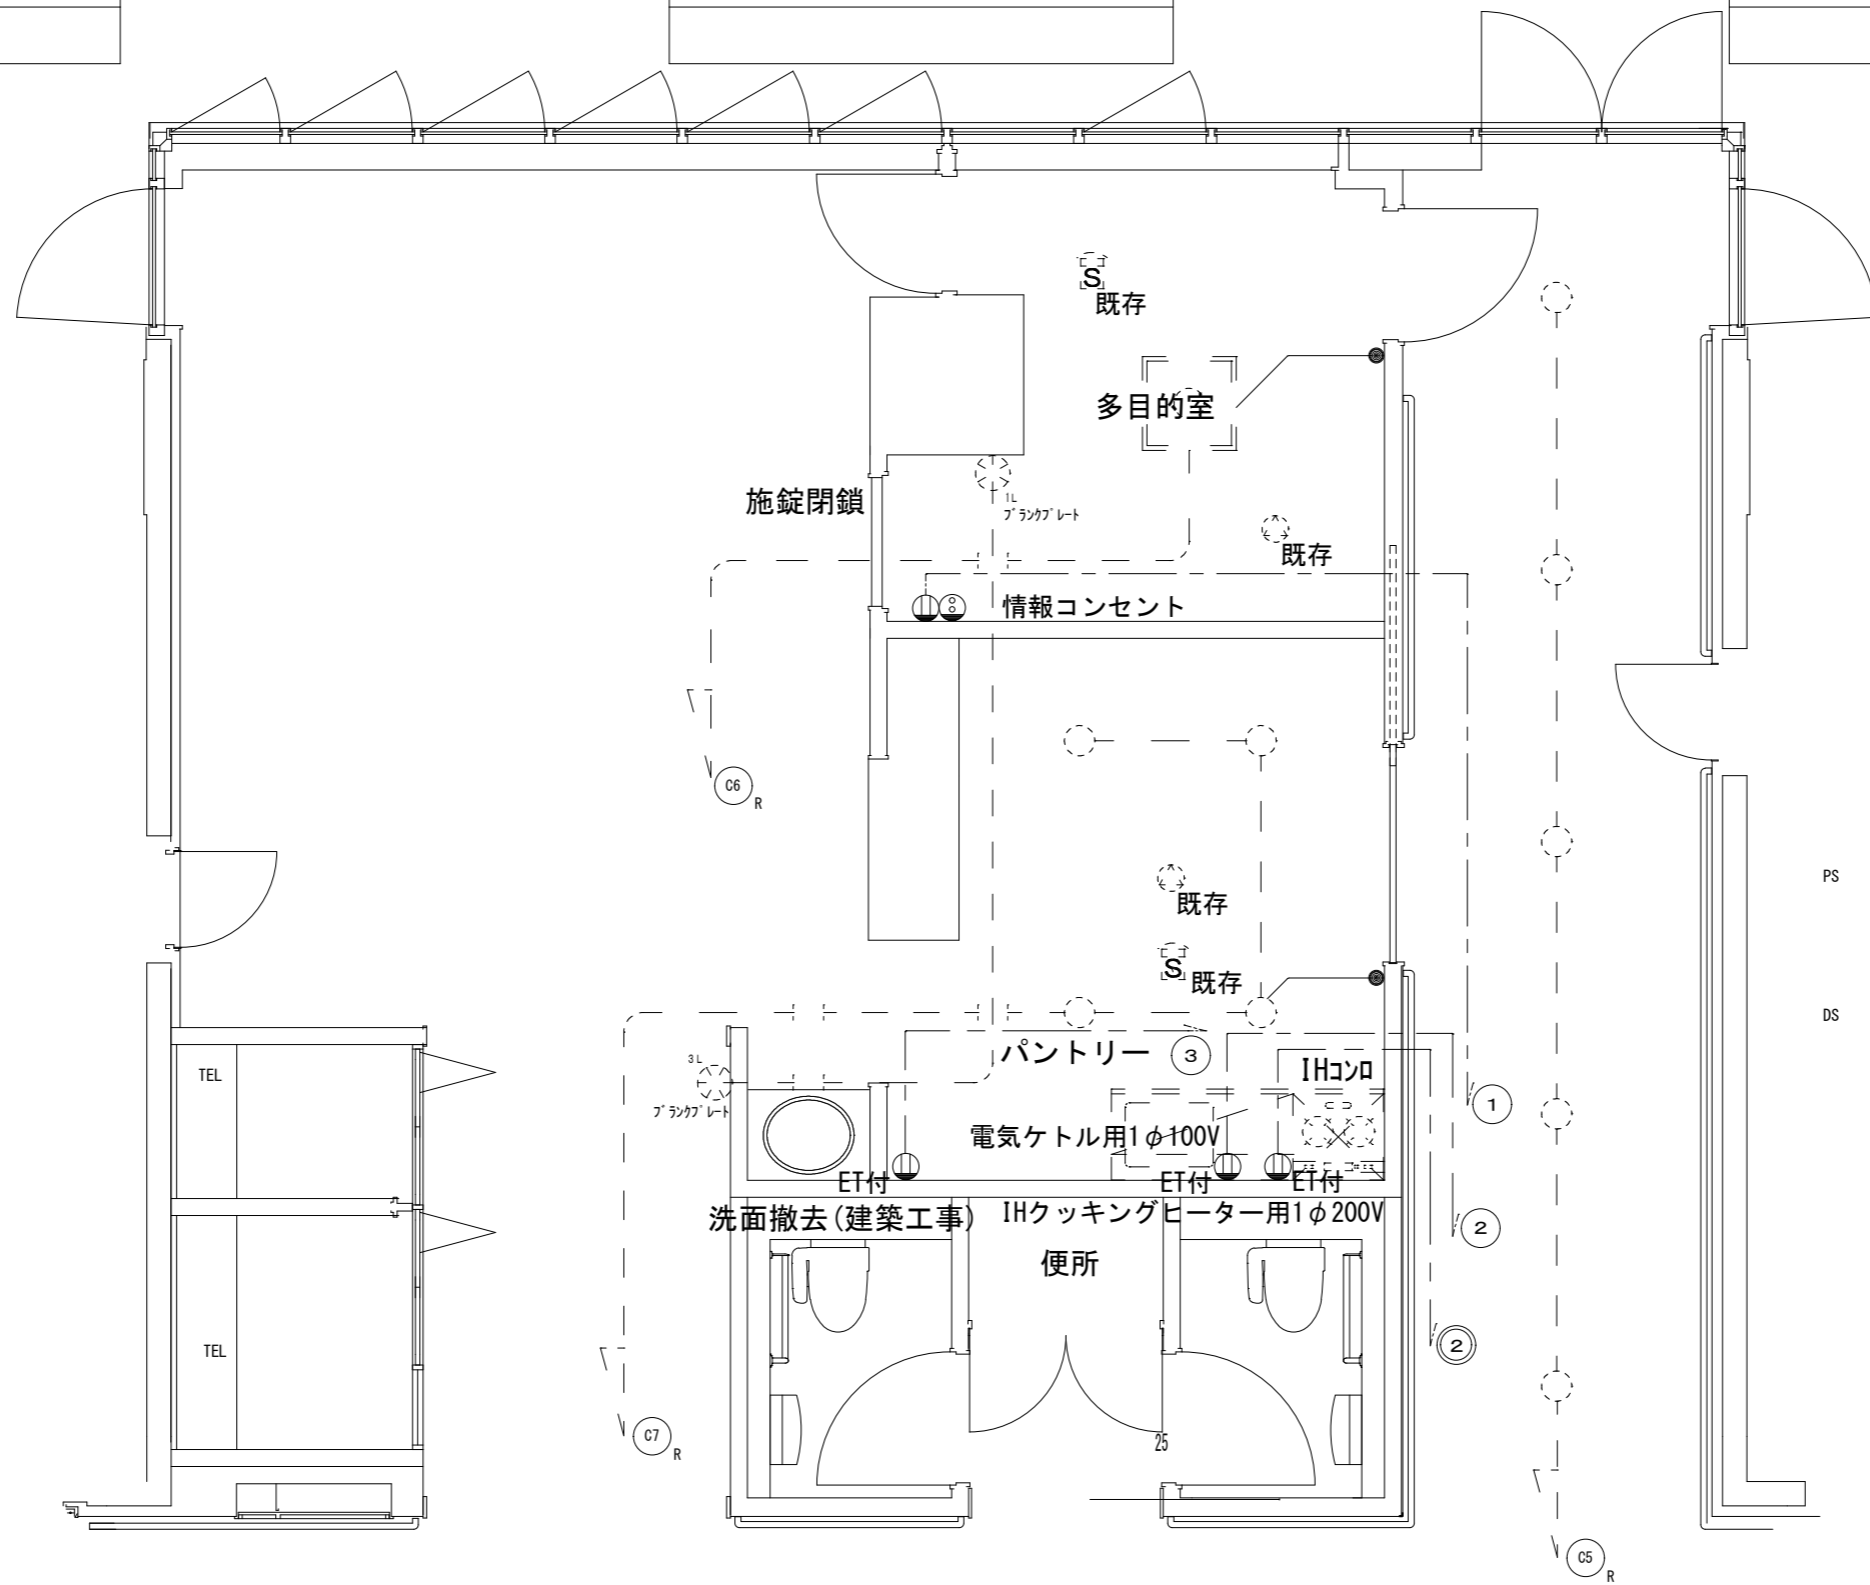 S
既存
多目的室
施錠閉鎖
1L
ブランクプレート
既存
情報コンセント
C6
R
PS
既存
S
既存
DS
パントリー
3
IHコンロ
TEL
3L
ブランクプレート
1
電気ケトル用1φ100V
ET付
ET付
ET付
洗面撤去(建築工事)
IHクッキングヒーター用1φ200V
2
便所
2
TEL
25
C7
R
C5
R